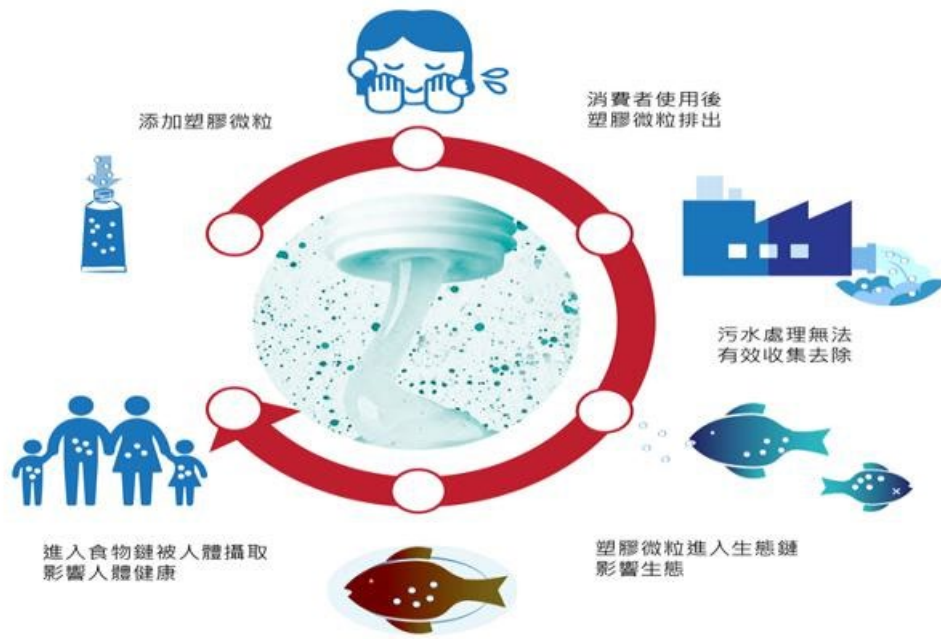 添加塑膠微粒
消費者使用後
塑膠微粒排出
污水處理無法
有效收集去除
塑膠微粒進入生態鏈
影響生態
進入食物鏈被人體攝取
影響人體健康